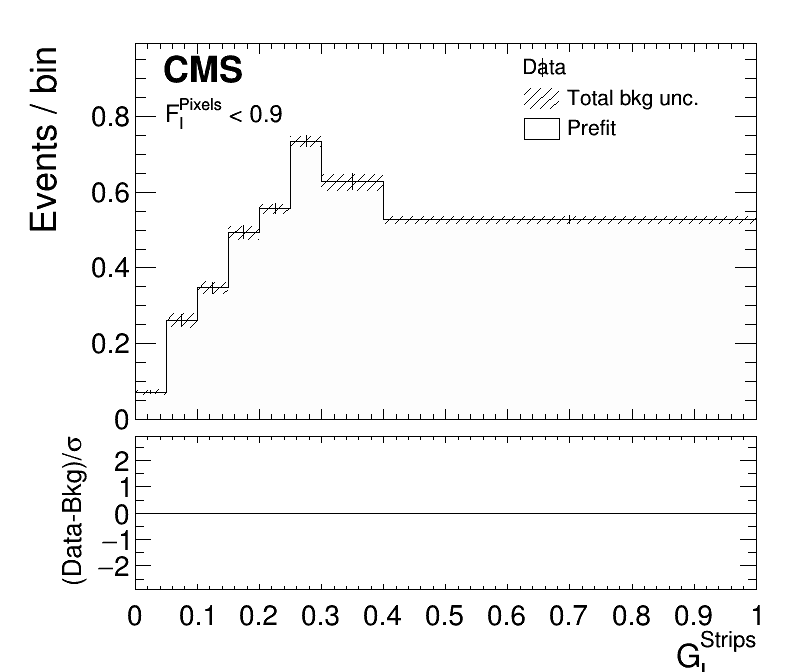 CMS
F_I^Pixels < 0.9
Data
Total bkg unc.
Prefit
Events / bin
0.8
0.6
0.4
0.2
0
(Data-Bkg)/σ
2
1
0
−1
−2
0 0.1 0.2 0.3 0.4 0.5 0.6 0.7 0.8 0.9 1
G_I^Strips